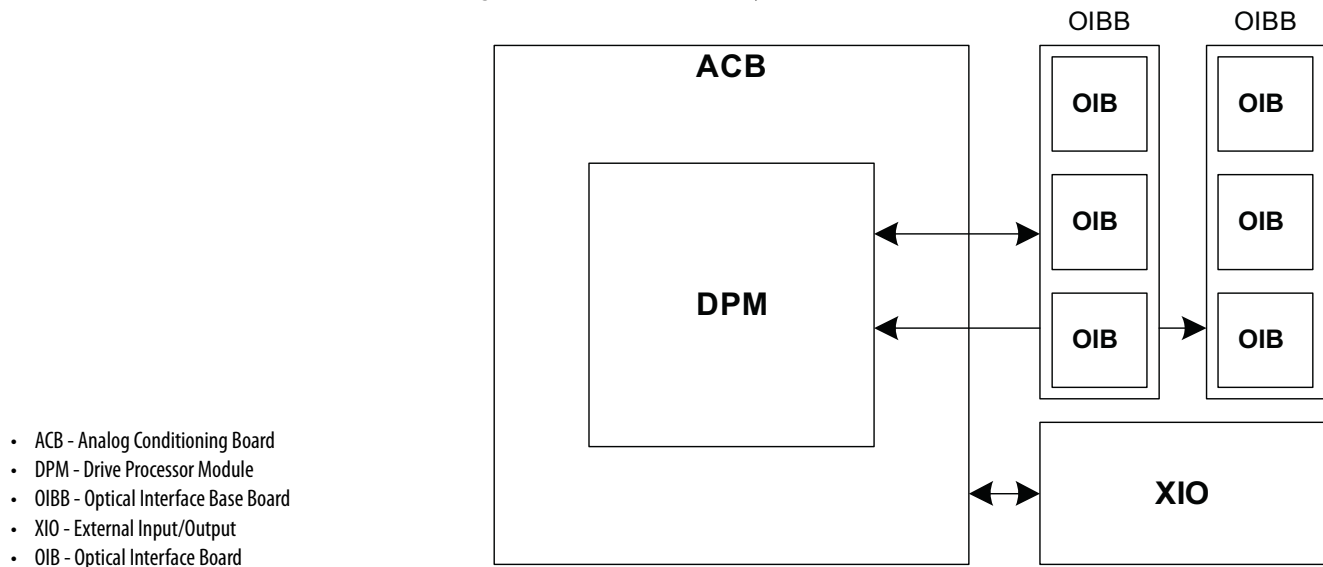 OIBB OIBB
ACB
OIB OIB
OIB OIB
DPM
OIB OIB
XIO
• ACB - Analog Conditioning Board
• DPM - Drive Processor Module
• OIBB - Optical Interface Base Board
• XIO - External Input/Output
• OIB - Optical Interface Board